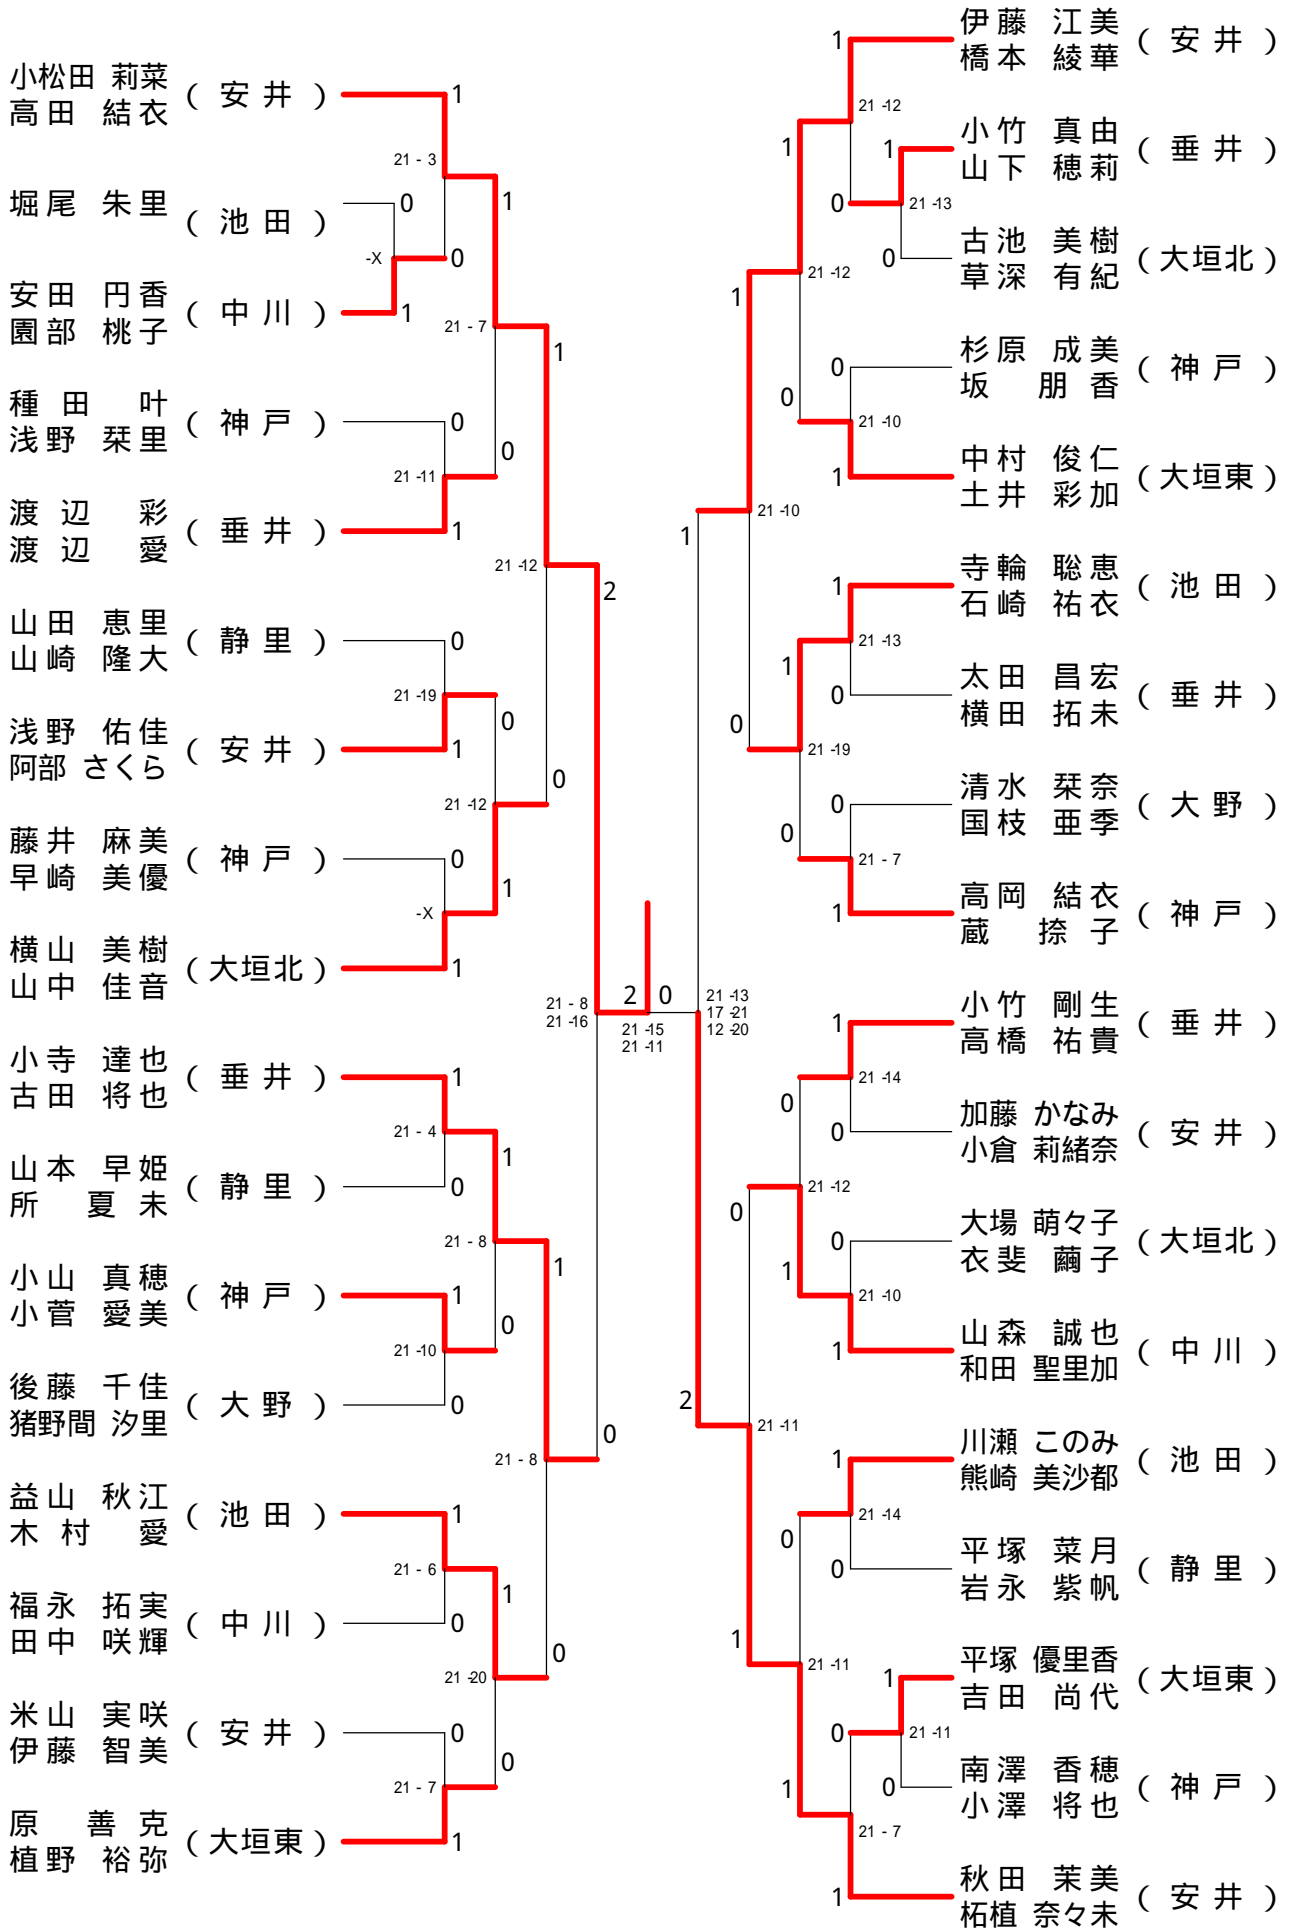 小松田 莉菜
高田 結衣
( 安 井 )
1
21 - 3
堀尾 朱里
( 池 田 )
0
-X
0
安田 円香
園部 桃子
( 中 川 )
1
1
21 - 7
種田 叶
浅野 栞里
( 神 戸 )
0
21 -11
0
渡辺 彩
渡辺 愛
( 垂 井 )
1
1
21 -12
山田 恵里
山崎 隆大
( 静 里 )
0
21 -19
0
浅野 佑佳
阿部 さくら
( 安 井 )
1
21 -12
0
藤井 麻美
早崎 美優
( 神 戸 )
0
-X
1
横山 美樹
山中 佳音
( 大垣北 )
1
2
21 - 8
21 -16
小寺 達也
古田 将也
( 垂 井 )
1
21 - 4
1
山本 早姫
所 夏未
( 静 里 )
0
21 - 8
1
小山 真穂
小菅 愛美
( 神 戸 )
1
21 -10
0
後藤 千佳
猪野間 汐里
( 大 野 )
0
21 - 8
0
益山 秋江
木村 愛
( 池 田 )
1
21 - 6
1
福永 拓実
田中 咲輝
( 中 川 )
0
21 -20
0
米山 実咲
伊藤 智美
( 安 井 )
0
21 - 7
0
原 善克
植野 裕弥
( 大垣東 )
1
2
0
21 -15
21 -11
伊藤 江美
橋本 綾華
( 安 井 )
1
21 -12
1
小竹 真由
山下 穂莉
( 垂 井 )
1
0
21 -13
古池 美樹
草深 有紀
( 大垣北 )
0
21 -12
1
杉原 成美
坂 朋香
( 神 戸 )
0
0
21 -10
中村 俊仁
土井 彩加
( 大垣東 )
1
21 -10
1
寺輪 聡恵
石崎 祐衣
( 池 田 )
1
21 -13
1
太田 昌宏
横田 拓未
( 垂 井 )
0
0
21 -19
清水 栞奈
国枝 亜季
( 大 野 )
0
0
21 - 7
高岡 結衣
蔵 捺子
( 神 戸 )
1
21 -13
17 -21
12 -20
小竹 剛生
高橋 祐貴
( 垂 井 )
1
21 -14
0
加藤 かなみ
小倉 莉緒奈
( 安 井 )
0
21 -12
0
大場 萌々子
衣斐 繭子
( 大垣北 )
0
1
21 -10
山森 誠也
和田 聖里加
( 中 川 )
1
2
21 -11
川瀬 このみ
熊崎 美沙都
( 池 田 )
1
21 -14
0
平塚 菜月
岩永 紫帆
( 静 里 )
0
1
21 -11
平塚 優里香
吉田 尚代
( 大垣東 )
1
0
21 -11
南澤 香穂
小澤 将也
( 神 戸 )
0
1
21 - 7
秋田 茉美
柘植 奈々未
( 安 井 )
1